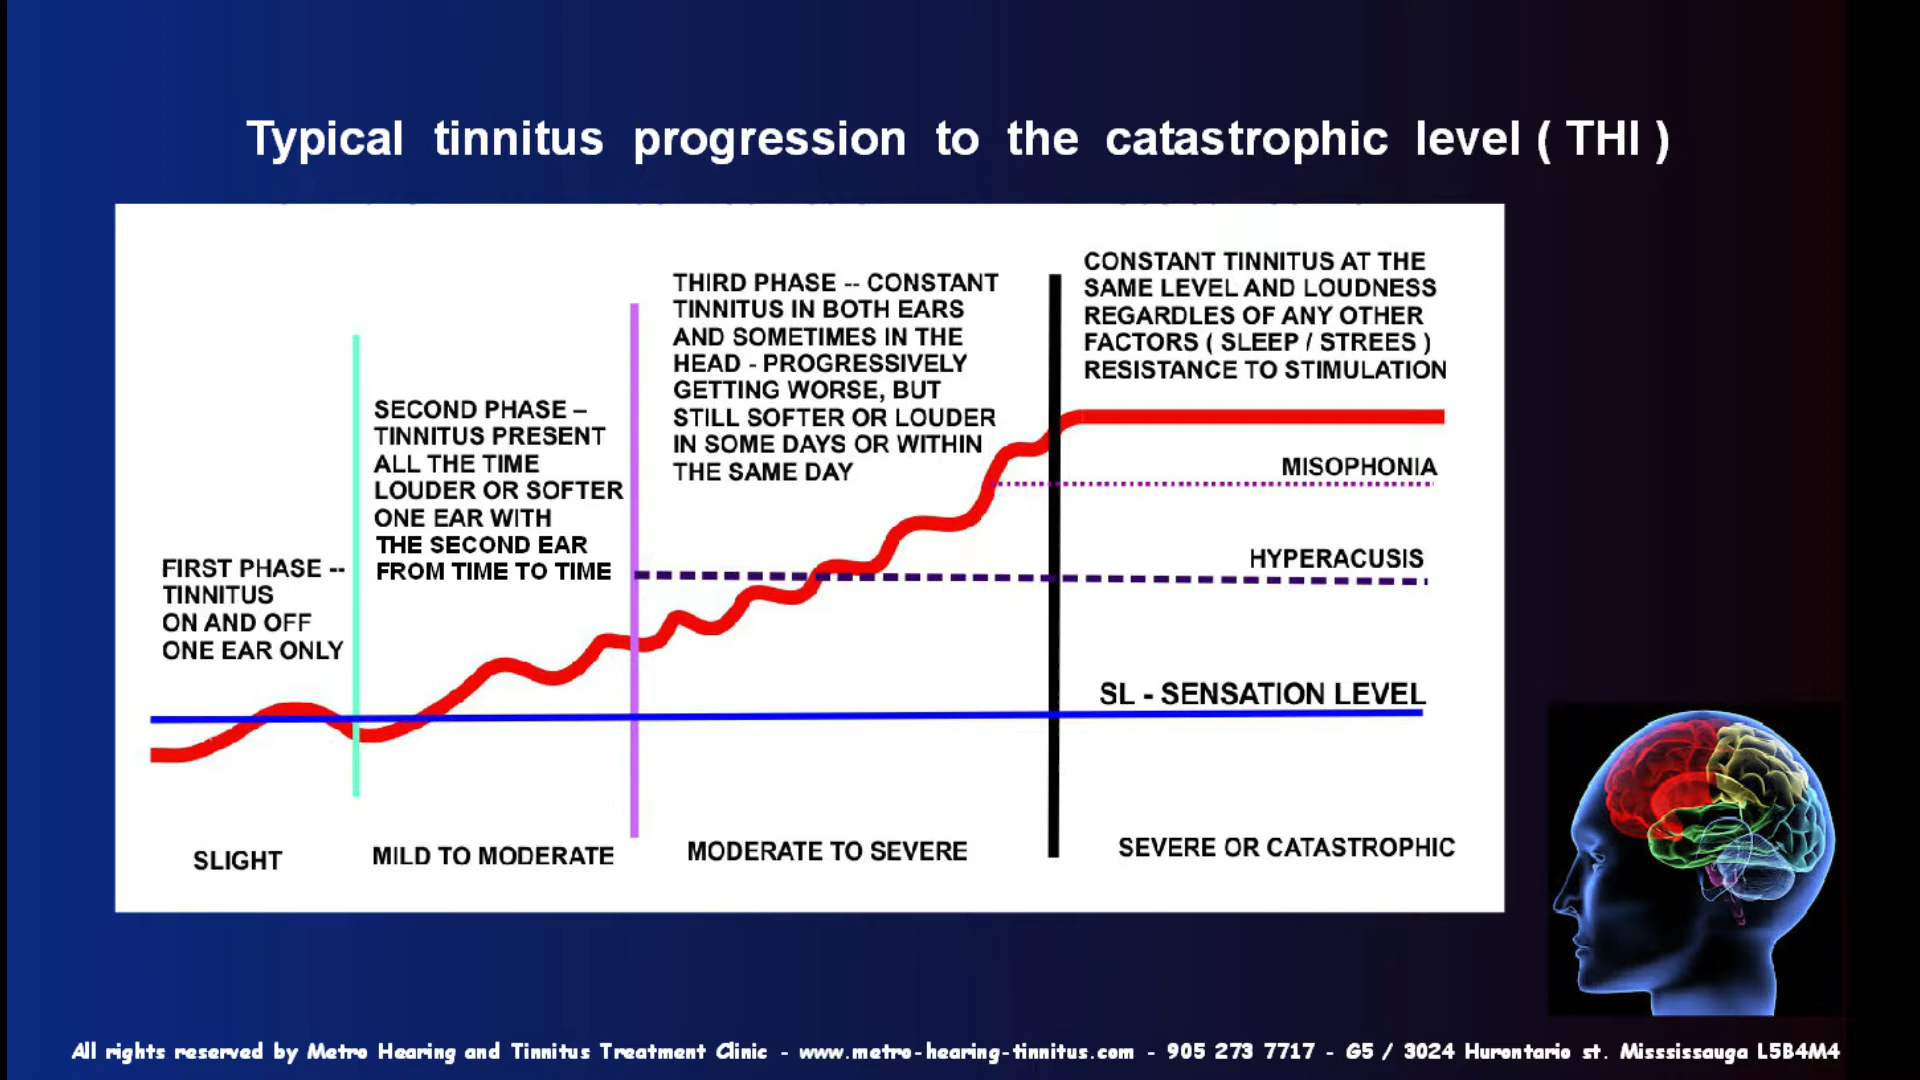 Typical tinnitus progression to the catastrophic level ( THI )
FIRST PHASE --
TINNITUS
ON AND OFF
ONE EAR ONLY
SECOND PHASE –
TINNITUS PRESENT
ALL THE TIME
LOUDER OR SOFTER
ONE EAR WITH
THE SECOND EAR
FROM TIME TO TIME
THIRD PHASE -- CONSTANT
TINNITUS IN BOTH EARS
AND SOMETIMES IN THE
HEAD - PROGRESSIVELY
GETTING WORSE, BUT
STILL SOFTER OR LOUDER
IN SOME DAYS OR WITHIN
THE SAME DAY
CONSTANT TINNITUS AT THE
SAME LEVEL AND LOUDNESS
REGARDLES OF ANY OTHER
FACTORS ( SLEEP / STREES )
RESISTANCE TO STIMULATION
MISOPHONIA
HYPERACUSIS
SL - SENSATION LEVEL
SLIGHT
MILD TO MODERATE
MODERATE TO SEVERE
SEVERE OR CATASTROPHIC
All rights reserved by Metro Hearing and Tinnitus Treatment Clinic - www.metro-hearing-tinnitus.com - 905 273 7717 - G5 / 3024 Hurontario st. Misssissauga L5B4M4